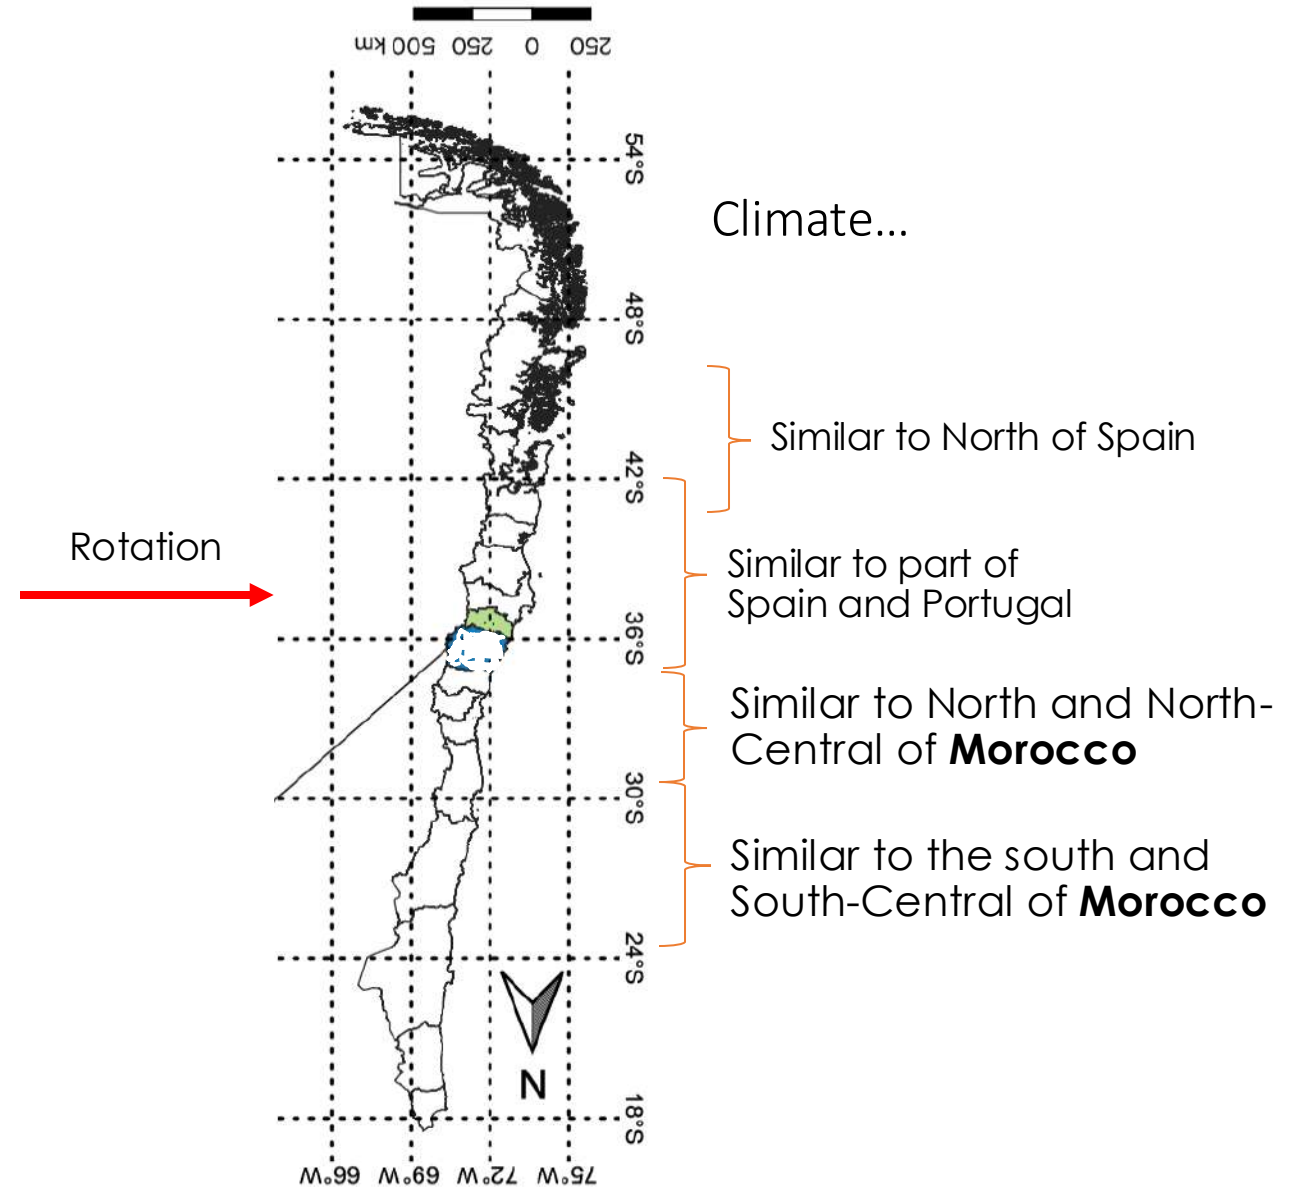 500 km 250 0 250
54°S
Climate...
48°S
Similar to North of Spain
42°S
Rotation
Similar to part of
Spain and Portugal
36°S
Similar to North and North-
Central of Morocco
30°S
Similar to the south and
South-Central of Morocco
24°S
N
18°S
66°W 69°W 72°W 75°W